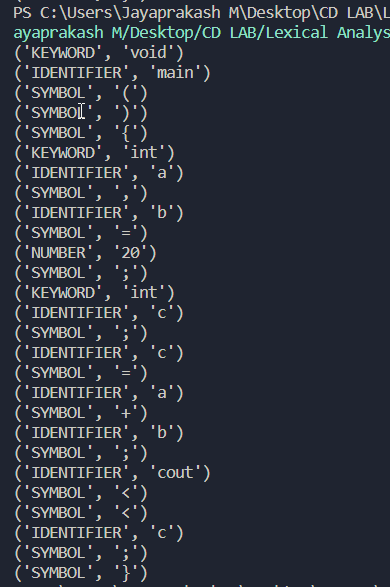 PS C:\Users\Jayaprakash M\Desktop\CD LAB\L
ayaprakash M/Desktop/CD LAB/Lexical Analys
('KEYWORD', 'void')
('IDENTIFIER', 'main')
('SYMBOL', '(')
('SYMBOL', ')')
('SYMBOL', '{')
('KEYWORD', 'int')
('IDENTIFIER', 'a')
('SYMBOL', ',')
('IDENTIFIER', 'b')
('SYMBOL', '=')
('NUMBER', '20')
('SYMBOL', ';')
('KEYWORD', 'int')
('IDENTIFIER', 'c')
('SYMBOL', ';')
('IDENTIFIER', 'c')
('SYMBOL', '=')
('IDENTIFIER', 'a')
('SYMBOL', '+')
('IDENTIFIER', 'b')
('SYMBOL', ';')
('IDENTIFIER', 'cout')
('SYMBOL', '<')
('SYMBOL', '<')
('IDENTIFIER', 'c')
('SYMBOL', ';')
('SYMBOL', '}')